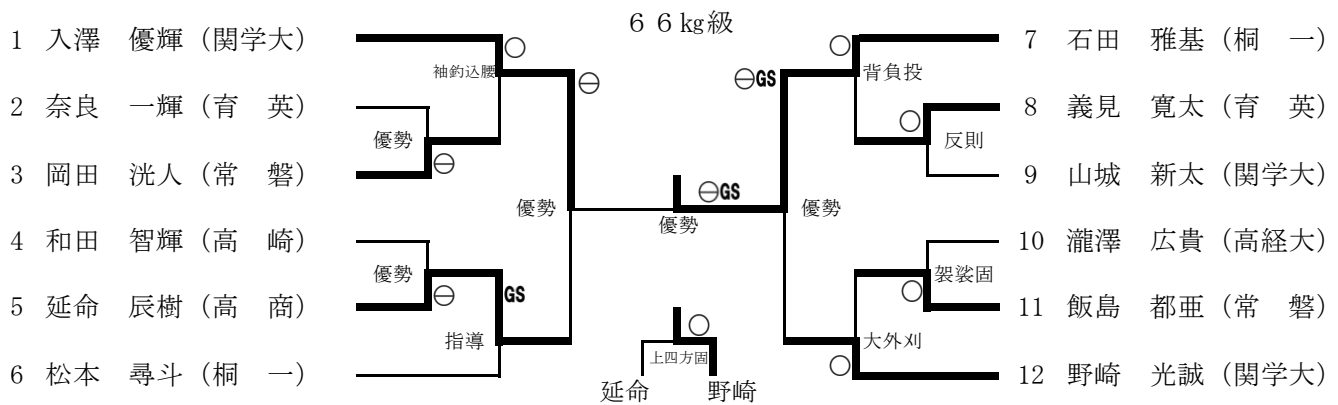 ６６㎏級
1 入澤 優輝（関学大）
袖釣込腰
2 奈良 一輝（育 英）
優勢
3 岡田 洸人（常 磐）
優勢
4 和田 智輝（高 崎）
優勢
5 延命 辰樹（高 商）
GS
指導
6 松本 尋斗（桐 一）
GS
優勢
上四方固
延命 野崎
7 石田 雅基（桐 一）
背負投
GS
8 義見 寛太（育 英）
反則
9 山城 新太（関学大）
優勢
10 瀧澤 広貴（高経大）
袈裟固
11 飯島 都亜（常 磐）
大外刈
12 野崎 光誠（関学大）